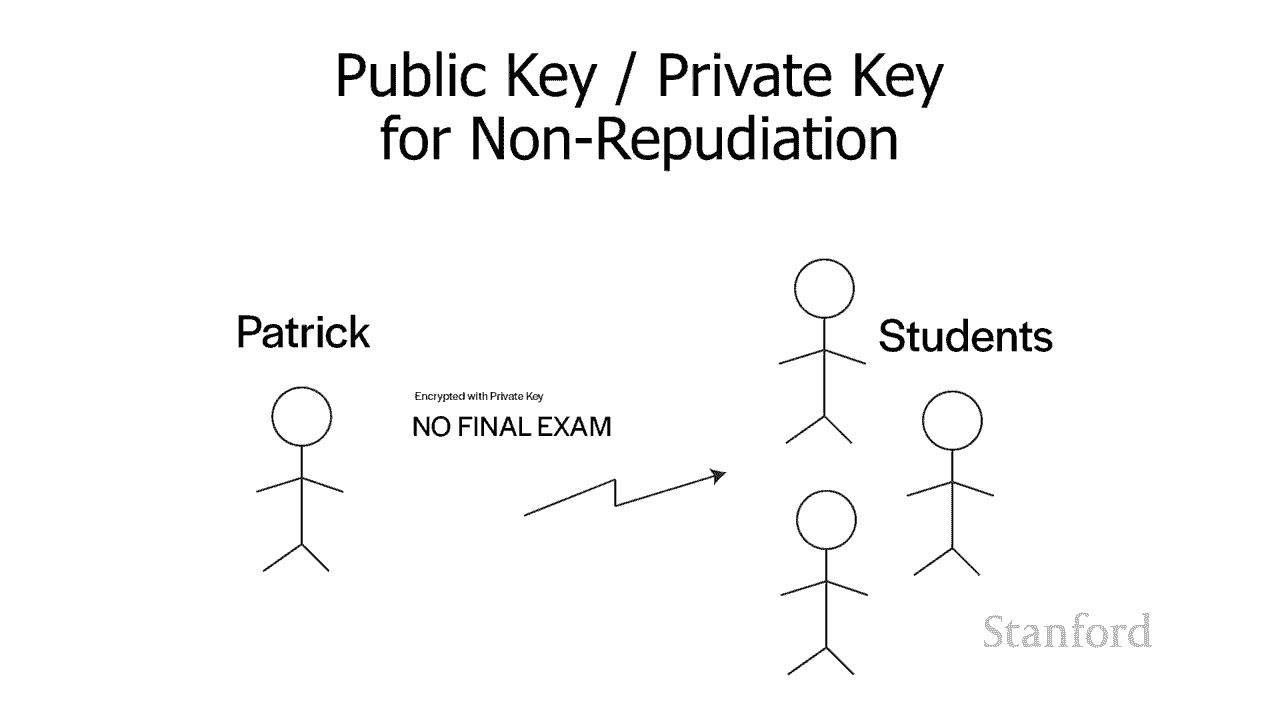 Public Key / Private Key
for Non-Repudiation
Patrick
Students
Encrypted with Private Key
NO FINAL EXAM
Stanford